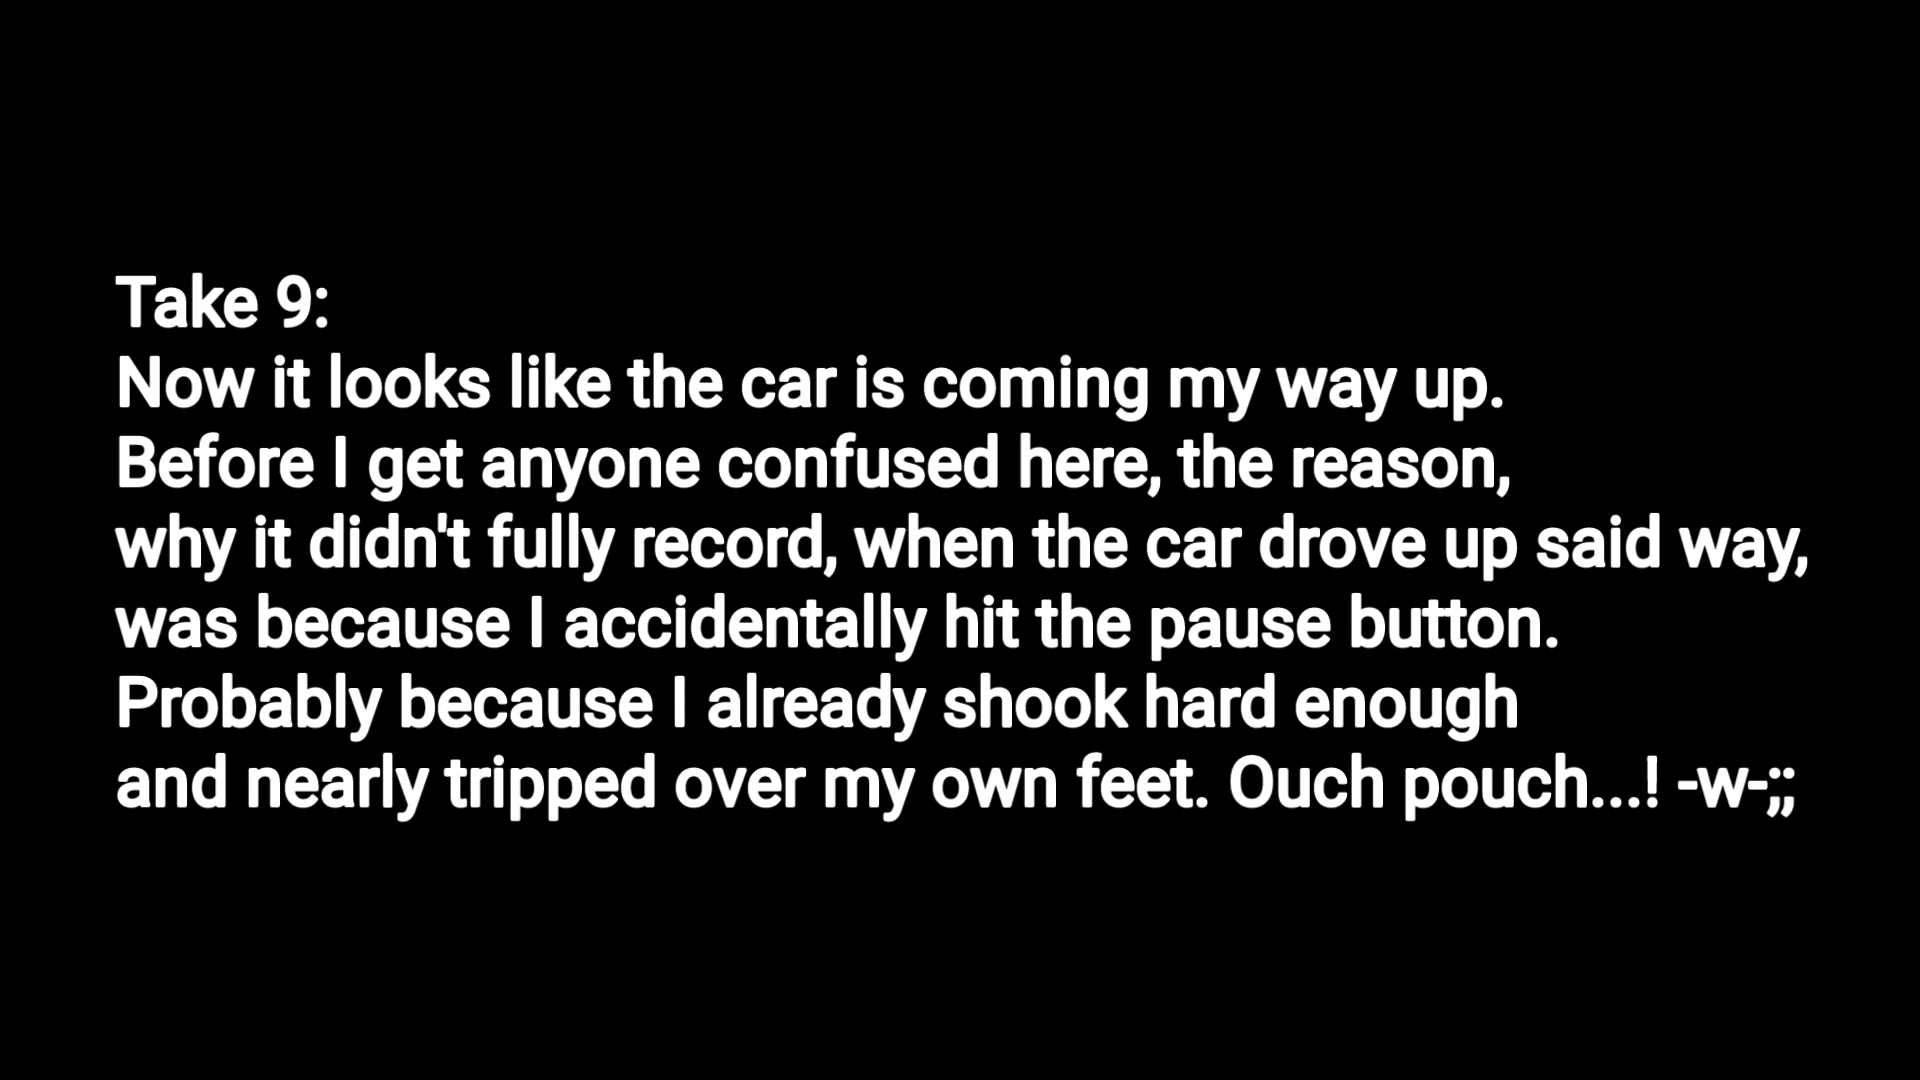 Take 9:
Now it looks like the car is coming my way up.
Before I get anyone confused here, the reason,
why it didn't fully record, when the car drove up said way,
was because I accidentally hit the pause button.
Probably because I already shook hard enough
and nearly tripped over my own feet. Ouch pouch...! -w-;;